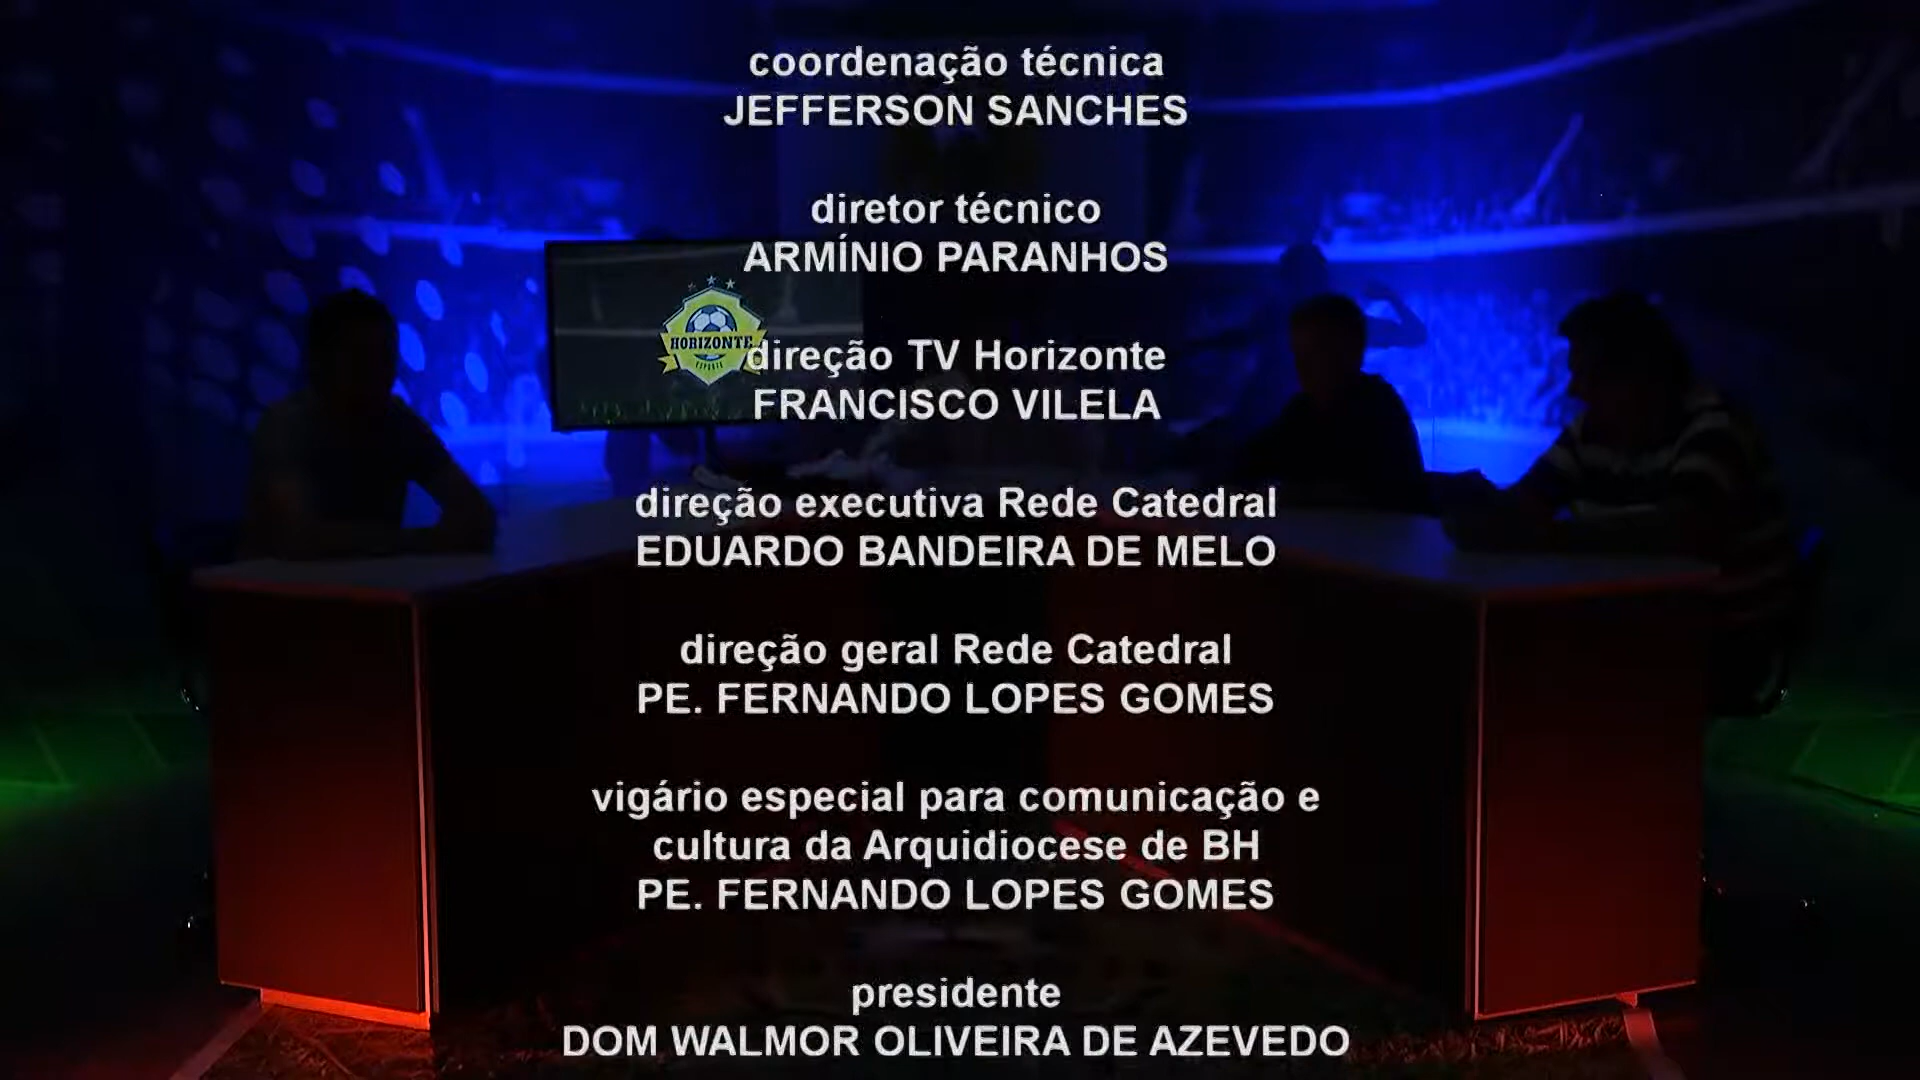 coordenação técnica
JEFFERSON SANCHES
diretor técnico
ARMÍNIO PARANHOS
HORIZONTE
ESPORTE
direção TV Horizonte
FRANCISCO VILELA
direção executiva Rede Catedral
EDUARDO BANDEIRA DE MELO
direção geral Rede Catedral
PE. FERNANDO LOPES GOMES
vigário especial para comunicação e
cultura da Arquidiocese de BH
PE. FERNANDO LOPES GOMES
presidente
DOM WALMOR OLIVEIRA DE AZEVEDO